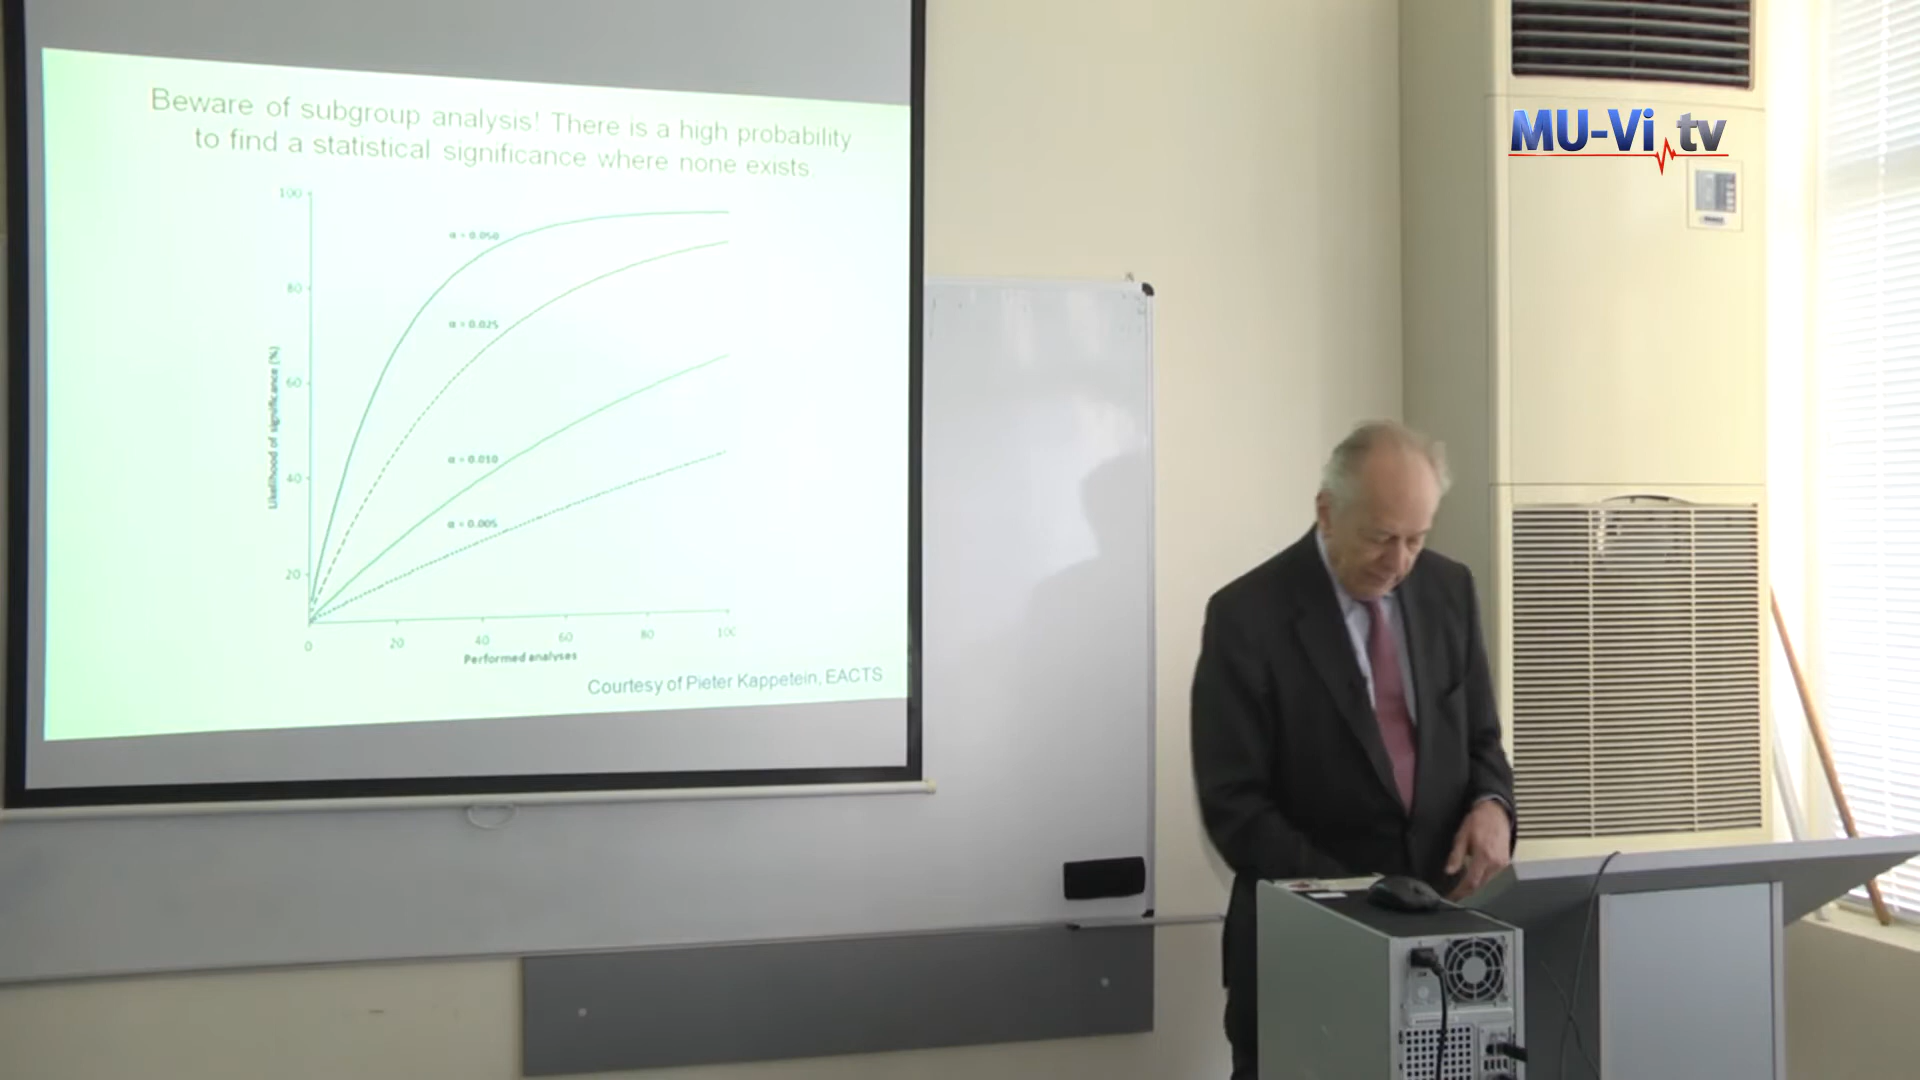 Beware of subgroup analysis! There is a high probability
to find a statistical significance where none exists.
MU-Vi.tv
100
80
60
40
20
Likelihood of significance (%)
α = 0.050
α = 0.025
α = 0.010
α = 0.005
0 20 40 60 80 100
Performed analyses
Courtesy of Pieter Kappetein, EACTS